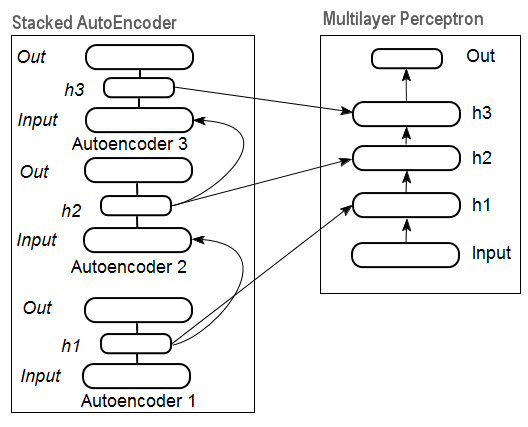 Stacked AutoEncoder
Out
h3
Input
Autoencoder 3
Out
h2
Input
Autoencoder 2
Out
h1
Input
Autoencoder 1
Multilayer Perceptron
Out
h3
h2
h1
Input